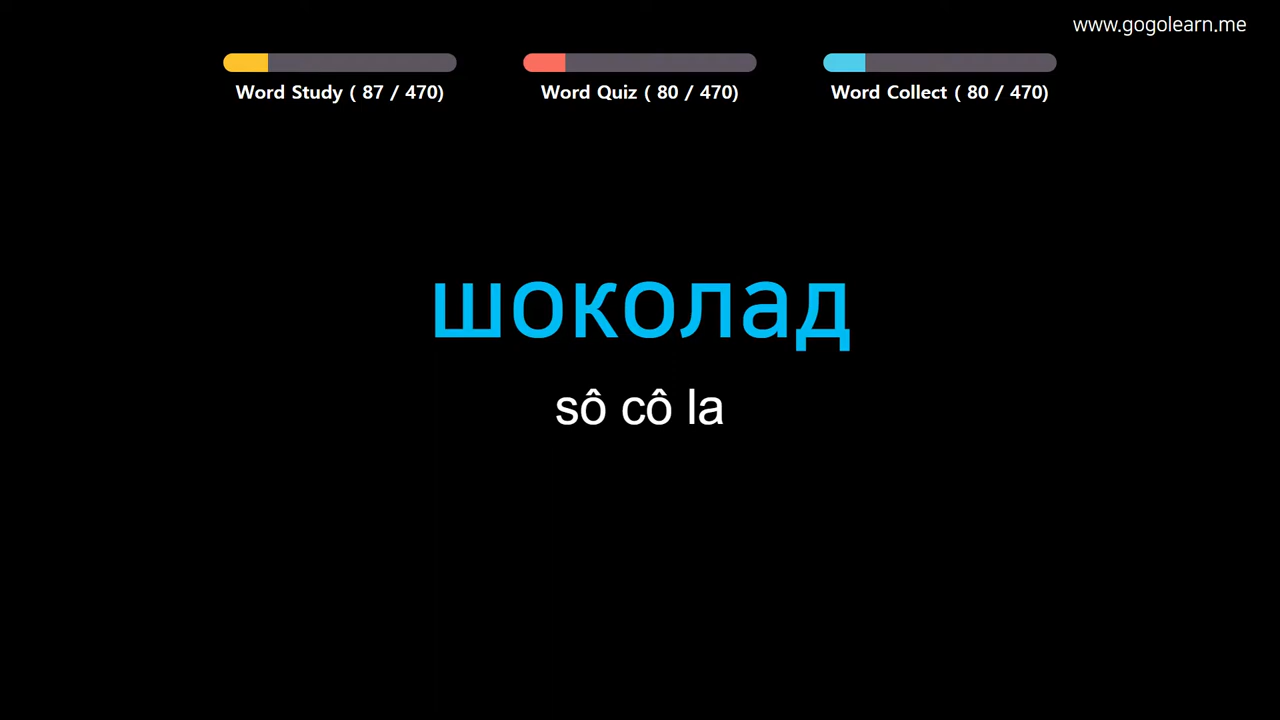 www.gogolearn.me
Word Study ( 87 / 470)
Word Quiz ( 80 / 470)
Word Collect ( 80 / 470)
шоколад
sô cô la